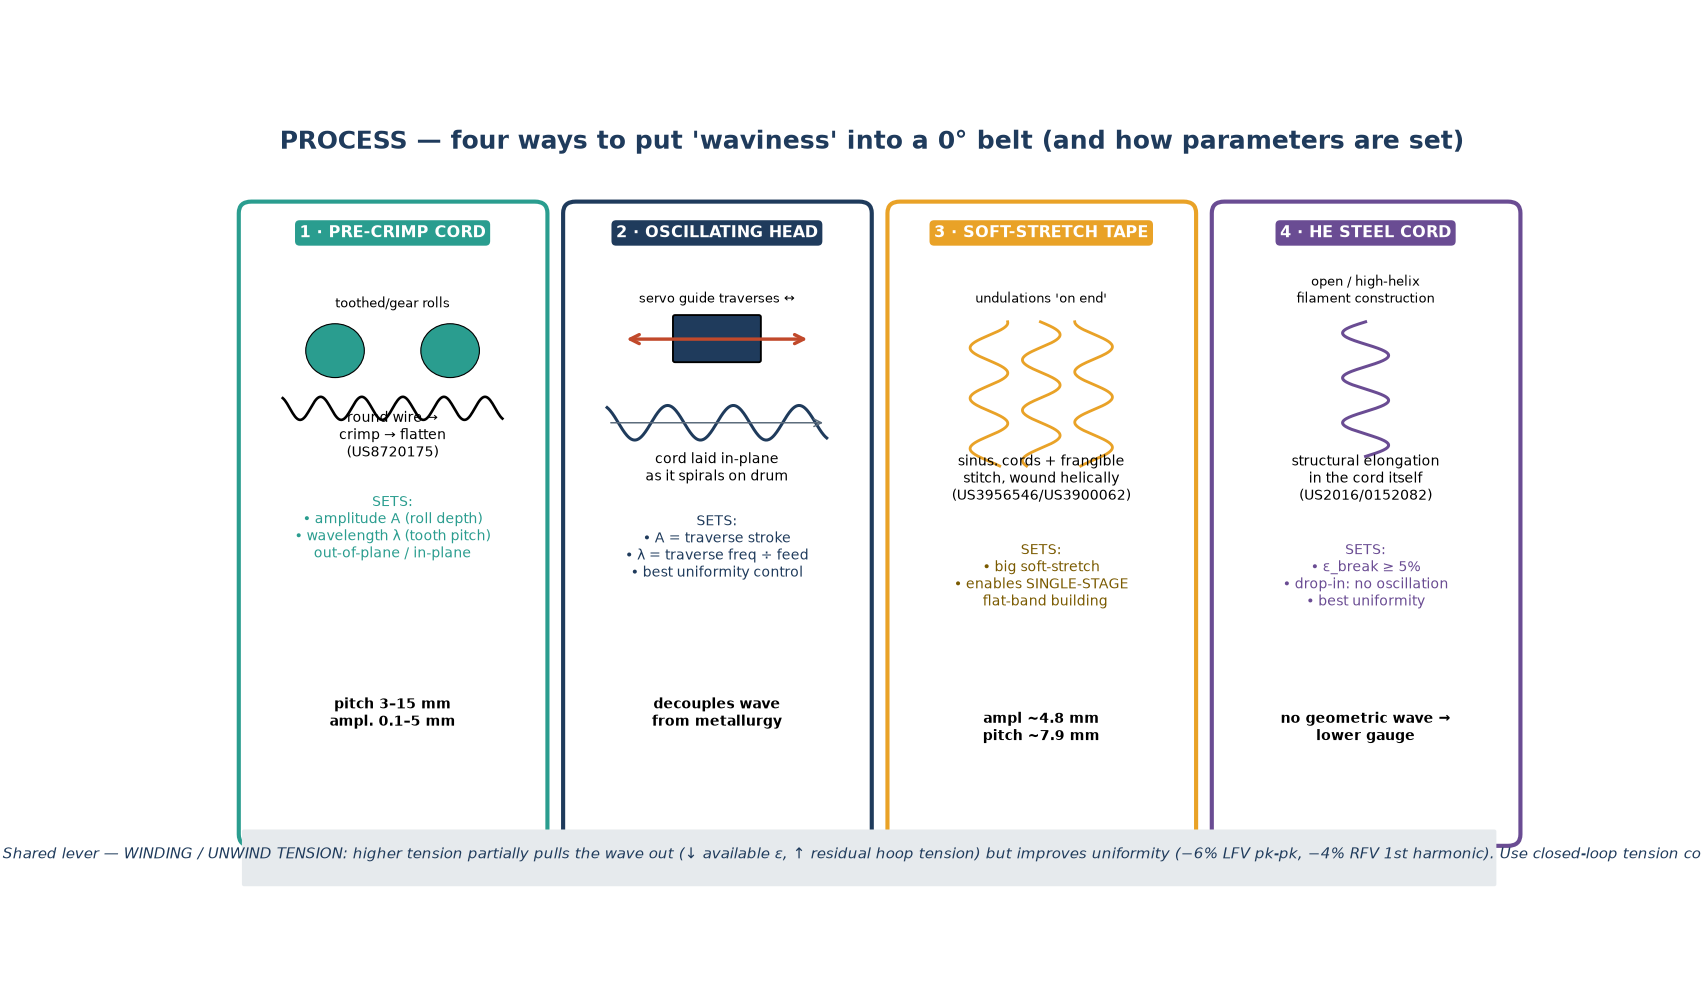 PROCESS — four ways to put 'waviness' into a 0° belt (and how parameters are set)
1 · PRE-CRIMP CORD
toothed/gear rolls
round wire →
crimp → flatten
(US8720175)
SETS:
• amplitude A (roll depth)
• wavelength λ (tooth pitch)
out-of-plane / in-plane
pitch 3–15 mm
ampl. 0.1–5 mm
2 · OSCILLATING HEAD
servo guide traverses ↔
cord laid in-plane
as it spirals on drum
SETS:
• A = traverse stroke
• λ = traverse freq ÷ feed
• best uniformity control
decouples wave
from metallurgy
3 · SOFT-STRETCH TAPE
undulations 'on end'
sinus. cords + frangible
stitch, wound helically
(US3956546/US3900062)
SETS:
• big soft-stretch
• enables SINGLE-STAGE
flat-band building
ampl ~4.8 mm
pitch ~7.9 mm
4 · HE STEEL CORD
open / high-helix
filament construction
structural elongation
in the cord itself
(US2016/0152082)
SETS:
• ε_break ≥ 5%
• drop-in: no oscillation
• best uniformity
no geometric wave →
lower gauge
Shared lever — WINDING / UNWIND TENSION: higher tension partially pulls the wave out (↓ available ε, ↑ residual hoop tension) but improves uniformity (−6% LFV pk-pk, −4% RFV 1st harmonic). Use closed-loop tension co